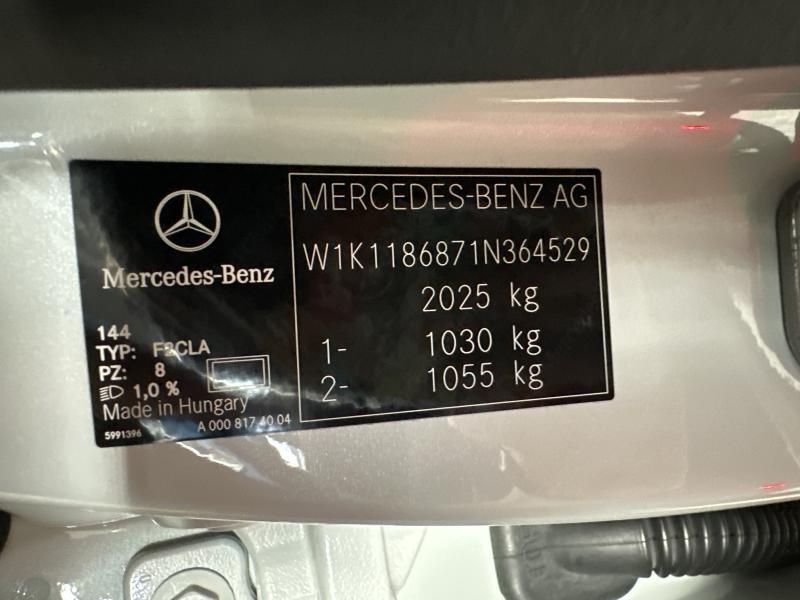 Mercedes-Benz
144
TYP: F2CLA
PZ: 8
1,0 %
Made in Hungary
5991396
A 000 817 40 04
MERCEDES-BENZ AG
W1K1186871N364529
2025 kg
1- 1030 kg
2- 1055 kg